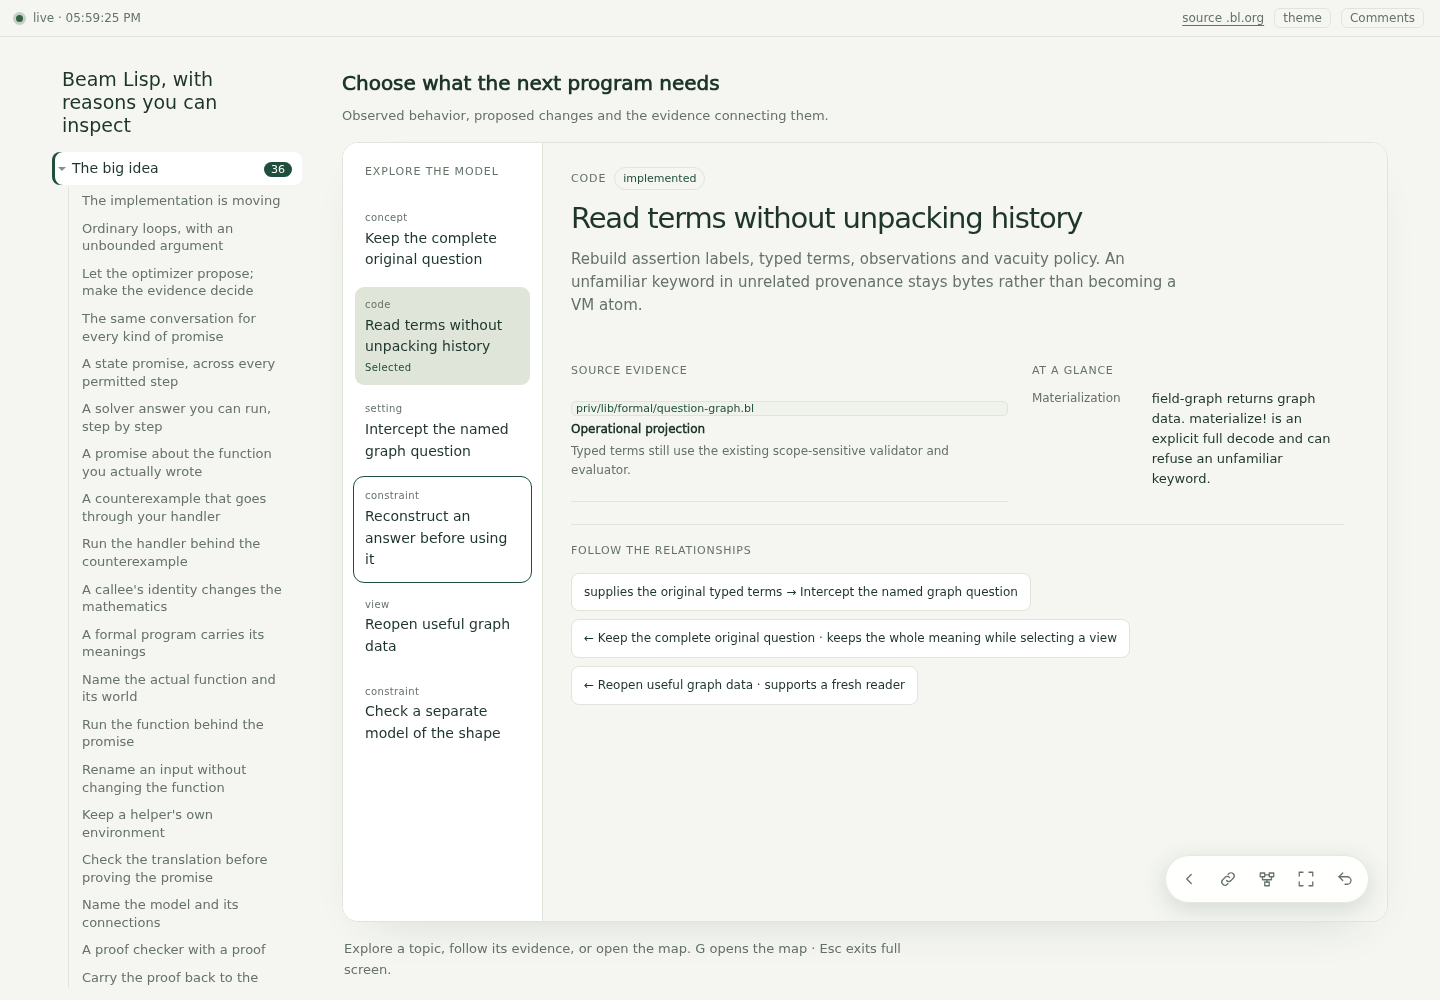 live · 05:59:25 PM
source .bl.org
theme
Comments
Beam Lisp, with
reasons you can
inspect
The big idea
36
The implementation is moving
Ordinary loops, with an
unbounded argument
Let the optimizer propose;
make the evidence decide
The same conversation for
every kind of promise
A state promise, across every
permitted step
A solver answer you can run,
step by step
A promise about the function
you actually wrote
A counterexample that goes
through your handler
Run the handler behind the
counterexample
A callee's identity changes the
mathematics
A formal program carries its
meanings
Name the actual function and
its world
Run the function behind the
promise
Rename an input without
changing the function
Keep a helper's own
environment
Check the translation before
proving the promise
Name the model and its
connections
A proof checker with a proof
Carry the proof back to the
Choose what the next program needs
Observed behavior, proposed changes and the evidence connecting them.
EXPLORE THE MODEL
concept
Keep the complete
original question
code
Read terms without
unpacking history
Selected
setting
Intercept the named
graph question
constraint
Reconstruct an
answer before using
it
view
Reopen useful graph
data
constraint
Check a separate
model of the shape
CODE
implemented
Read terms without unpacking history
Rebuild assertion labels, typed terms, observations and vacuity policy. An
unfamiliar keyword in unrelated provenance stays bytes rather than becoming a
VM atom.
SOURCE EVIDENCE
priv/lib/formal/question-graph.bl
Operational projection
Typed terms still use the existing scope-sensitive validator and
evaluator.
AT A GLANCE
Materialization
field-graph returns graph
data. materialize! is an
explicit full decode and can
refuse an unfamiliar
keyword.
FOLLOW THE RELATIONSHIPS
supplies the original typed terms → Intercept the named graph question
← Keep the complete original question · keeps the whole meaning while selecting a view
← Reopen useful graph data · supports a fresh reader
Explore a topic, follow its evidence, or open the map. G opens the map · Esc exits full
screen.